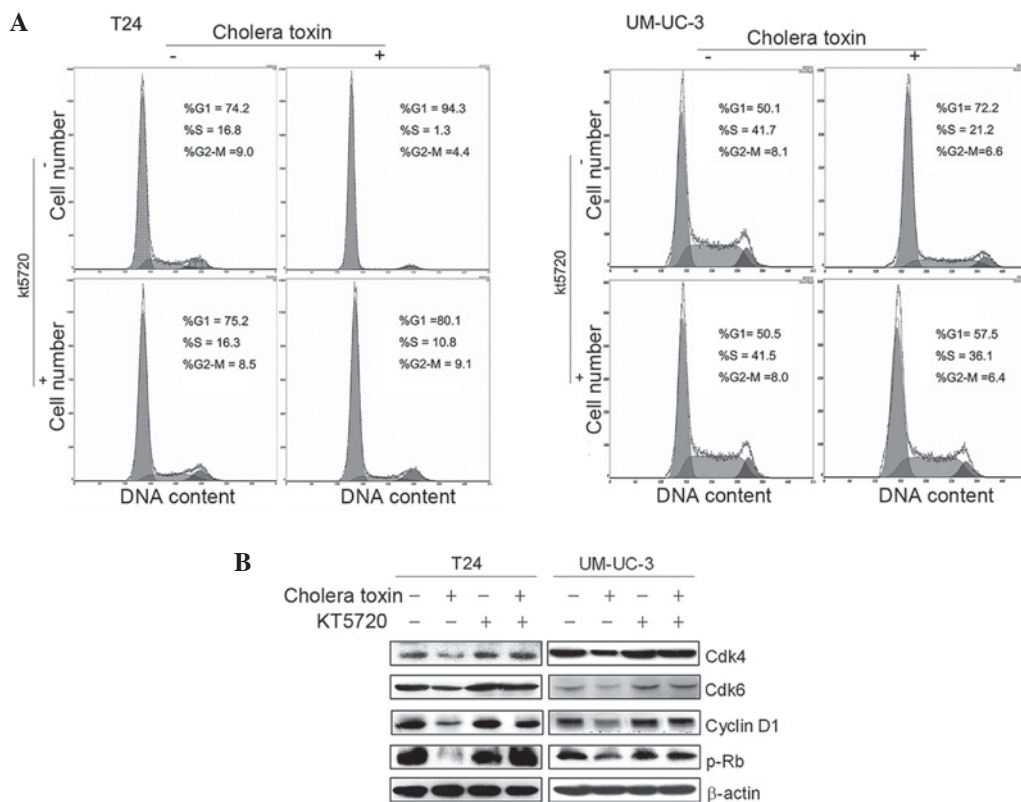 A
T24
Cholera toxin
- +
UM-UC-3
Cholera toxin
- +
kt5720
-
+
Cell number
Cell number
%G1 = 74.2
%S = 16.8
%G2-M =9.0
%G1 = 94.3
%S = 1.3
%G2-M =4.4
%G1 = 75.2
%S = 16.3
%G2-M = 8.5
%G1 =80.1
%S = 10.8
%G2-M = 9.1
DNA content
DNA content
kt5720
-
+
Cell number
Cell number
%G1= 50.1
%S = 41.7
%G2-M =8.1
%G1 = 72.2
%S = 21.2
%G2-M =6.6
%G1= 50.5
%S = 41.5
%G2-M =8.0
%G1 = 57.5
%S = 36.1
%G2-M = 6.4
DNA content
DNA content
B
T24 UM-UC-3
Cholera toxin − + − + − + − +
KT5720 − − + + − − + +
Cdk4
Cdk6
Cyclin D1
p-Rb
β-actin